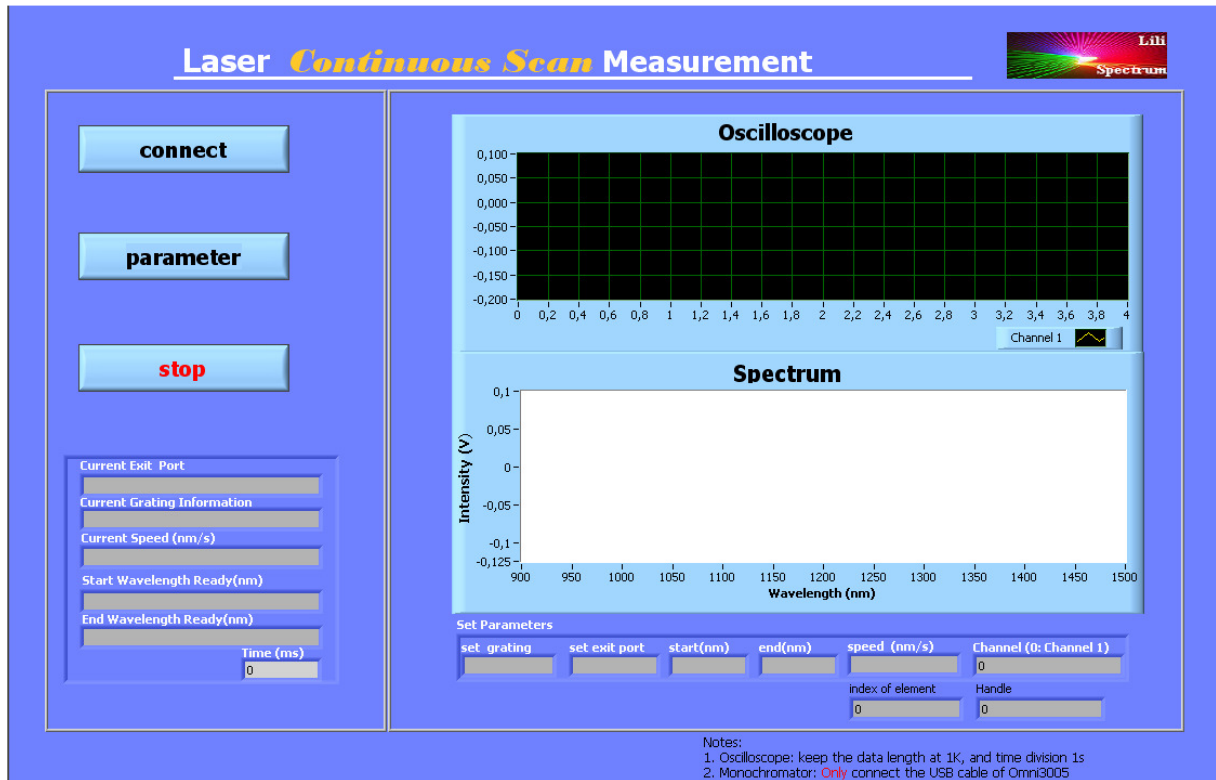 Laser Continuous Scan Measurement
Lili
Spectrum
connect
parameter
stop
Current Exit Port
Current Grating Information
Current Speed (nm/s)
Start Wavelength Ready(nm)
End Wavelength Ready(nm)
Time (ms)
0
Oscilloscope
0,100
0,050
0,000
-0,050
-0,100
-0,150
-0,200
0 0,2 0,4 0,6 0,8 1 1,2 1,4 1,6 1,8 2 2,2 2,4 2,6 2,8 3 3,2 3,4 3,6 3,8 4
Channel 1
Spectrum
0,1
0,05
0
-0,05
-0,1
-0,125
Intensity (V)
900 950 1000 1050 1100 1150 1200 1250 1300 1350 1400 1450 1500
Wavelength (nm)
Set Parameters
set grating set exit port start(nm) end(nm) speed (nm/s) Channel (0: Channel 1)
0
index of element Handle
0 0
Notes:
1. Oscilloscope: keep the data length at 1K, and time division 1s
2. Monochromator: Only connect the USB cable of Omni3005